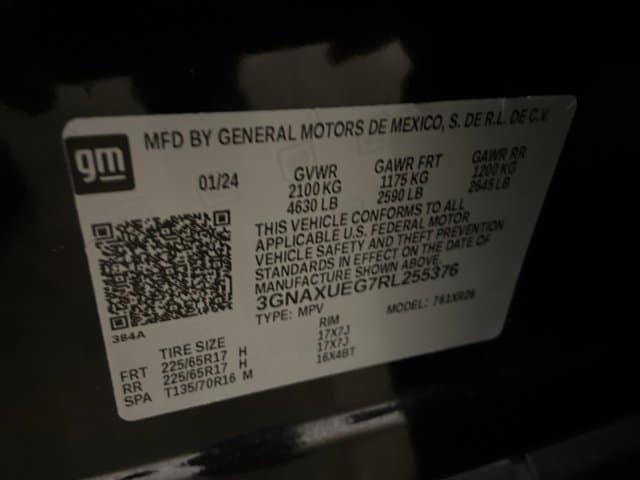 gm
MFD BY GENERAL MOTORS DE MEXICO, S. DE R.L. DE C.V.
01/24
GVWR
2100 KG
4630 LB
GAWR FRT
1175 KG
2590 LB
GAWR RR
1200 KG
2645 LB
THIS VEHICLE CONFORMS TO ALL
APPLICABLE U.S. FEDERAL MOTOR
VEHICLE SAFETY AND THEFT PREVENTION
STANDARDS IN EFFECT ON THE DATE OF
MANUFACTURE SHOWN ABOVE.
3GNAXUEG7RL255376
TYPE: MPV
MODEL: 761XR26
384A
TIRE SIZE RIM
FRT 225/65R17 H 17X7J
RR 225/65R17 H 17X7J
SPA T135/70R16 M 16X4BT